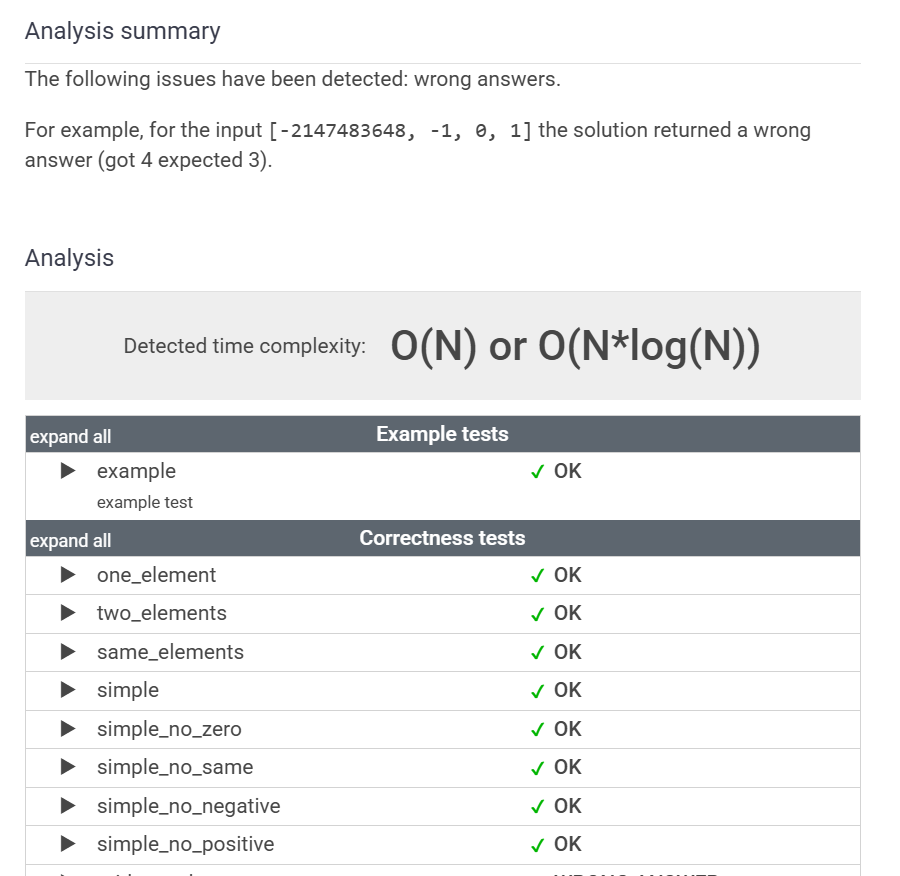 Analysis summary
The following issues have been detected: wrong answers.
For example, for the input [-2147483648, -1, 0, 1] the solution returned a wrong
answer (got 4 expected 3).
Analysis
Detected time complexity: O(N) or O(N*log(N))
expand all Example tests
▶ example ✓ OK
example test
expand all Correctness tests
▶ one_element ✓ OK
▶ two_elements ✓ OK
▶ same_elements ✓ OK
▶ simple ✓ OK
▶ simple_no_zero ✓ OK
▶ simple_no_same ✓ OK
▶ simple_no_negative ✓ OK
▶ simple_no_positive ✓ OK